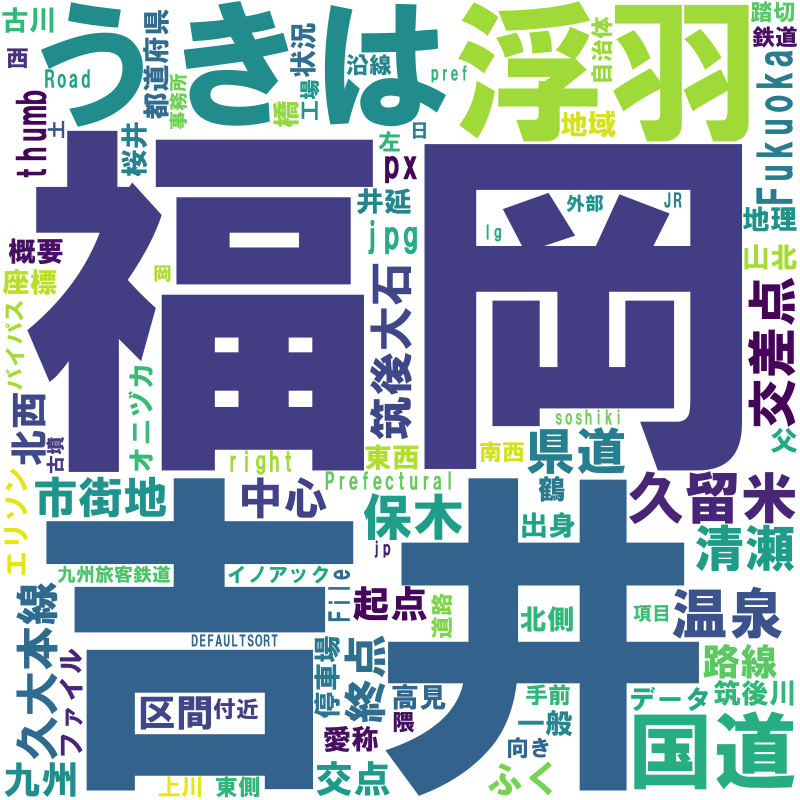 古川
西
Road
都道府県
事務所
うきは
橋
工場
状況
沿線
pref
浮羽
自治体
地域
踏切
鉄道
Fukuoka
thumb
土
桜井
左
日
px
井延
jpg
外部
JR
lg
地理
山北
概要
座標
岡
福岡
バイパス
北西
古墳
オニヅカ
筑後大石
交差点
父
soshiki
right
東西
南西
県道
Prefectural
エリソン
市街地
中心
保木
鶴
久留米
出身
清瀬
jp
吉井
九州旅客鉄道
イノアック
File
起点
道路
北側
項目
温泉
DEFAULTSORT
久大本線
ファイル
停車場
終点
路線
区間
付近
高見
隈
手前
データ
筑後川
愛称
一般
向き
国道
九州
上川
東側
交点
ふく